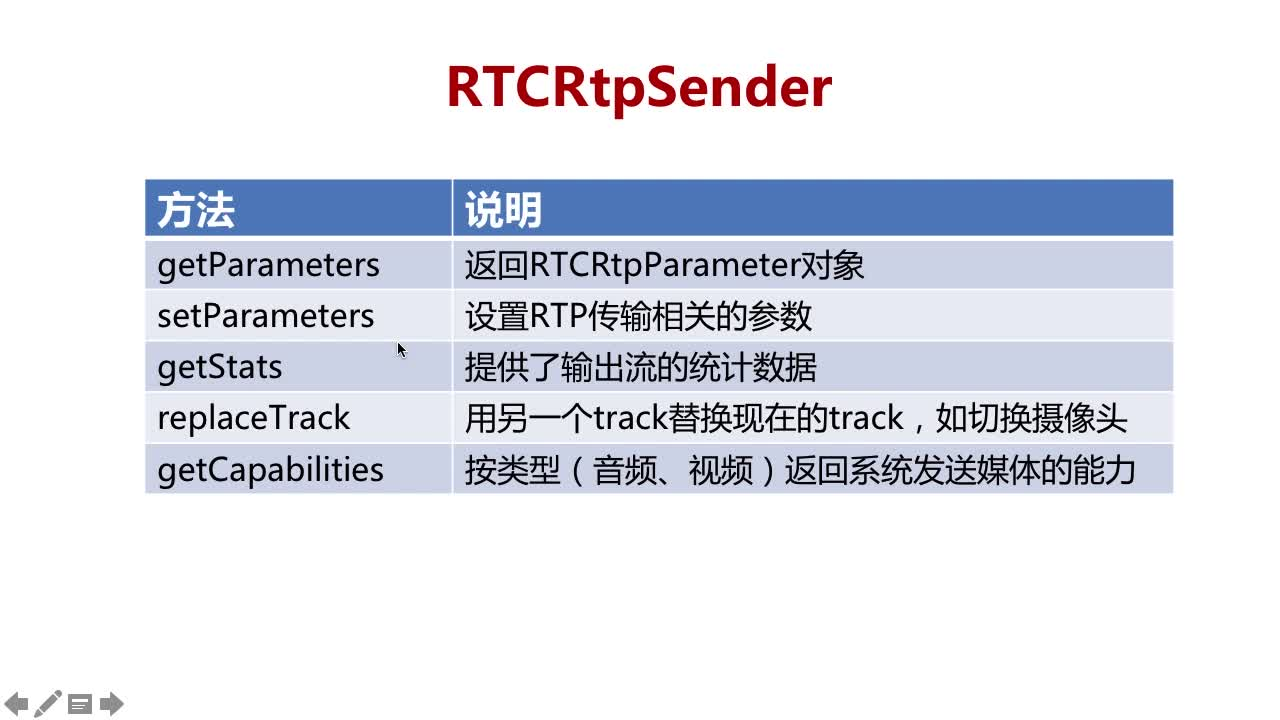 RTCRtpSender
方法 说明
getParameters 返回RTCRtpParameter对象
setParameters 设置RTP传输相关的参数
getStats 提供了输出流的统计数据
replaceTrack 用另一个track替换现在的track，如切换摄像头
getCapabilities 按类型（音频、视频）返回系统发送媒体的能力